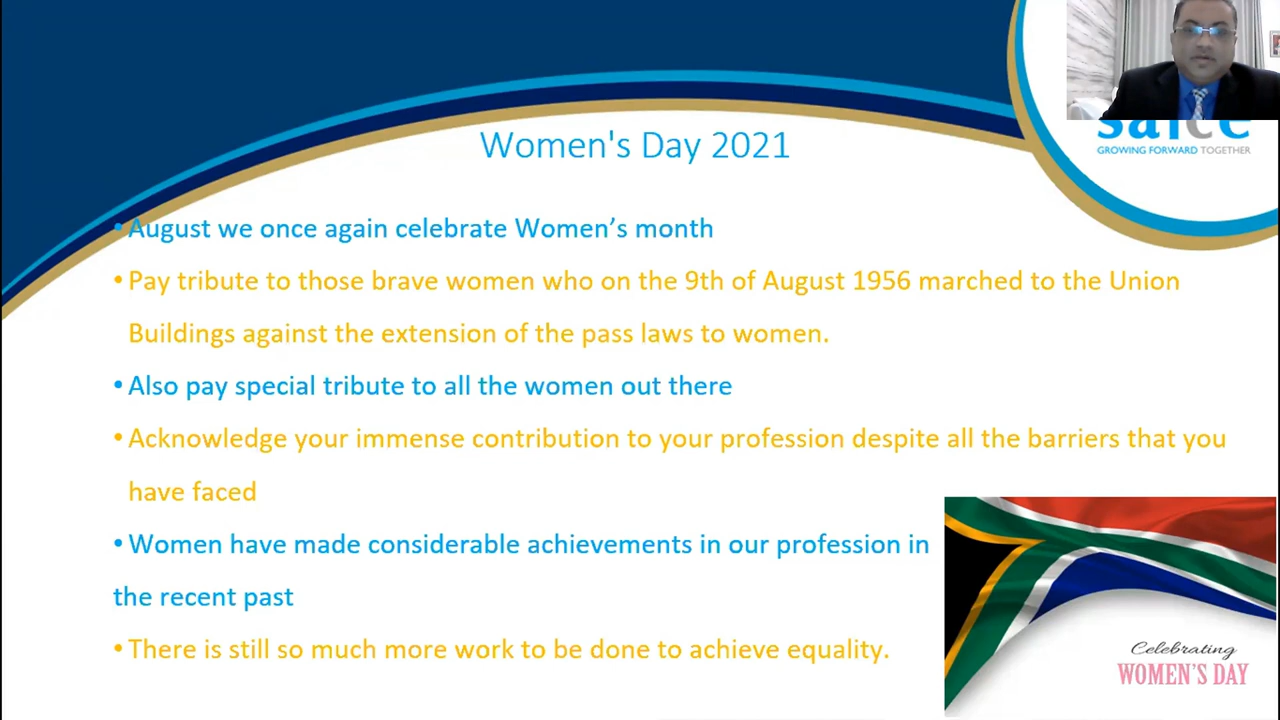 saice
GROWING FORWARD TOGETHER
Women's Day 2021
• August we once again celebrate Women’s month
• Pay tribute to those brave women who on the 9th of August 1956 marched to the Union
Buildings against the extension of the pass laws to women.
• Also pay special tribute to all the women out there
• Acknowledge your immense contribution to your profession despite all the barriers that you
have faced
• Women have made considerable achievements in our profession in
the recent past
• There is still so much more work to be done to achieve equality.
Celebrating
WOMEN'S DAY